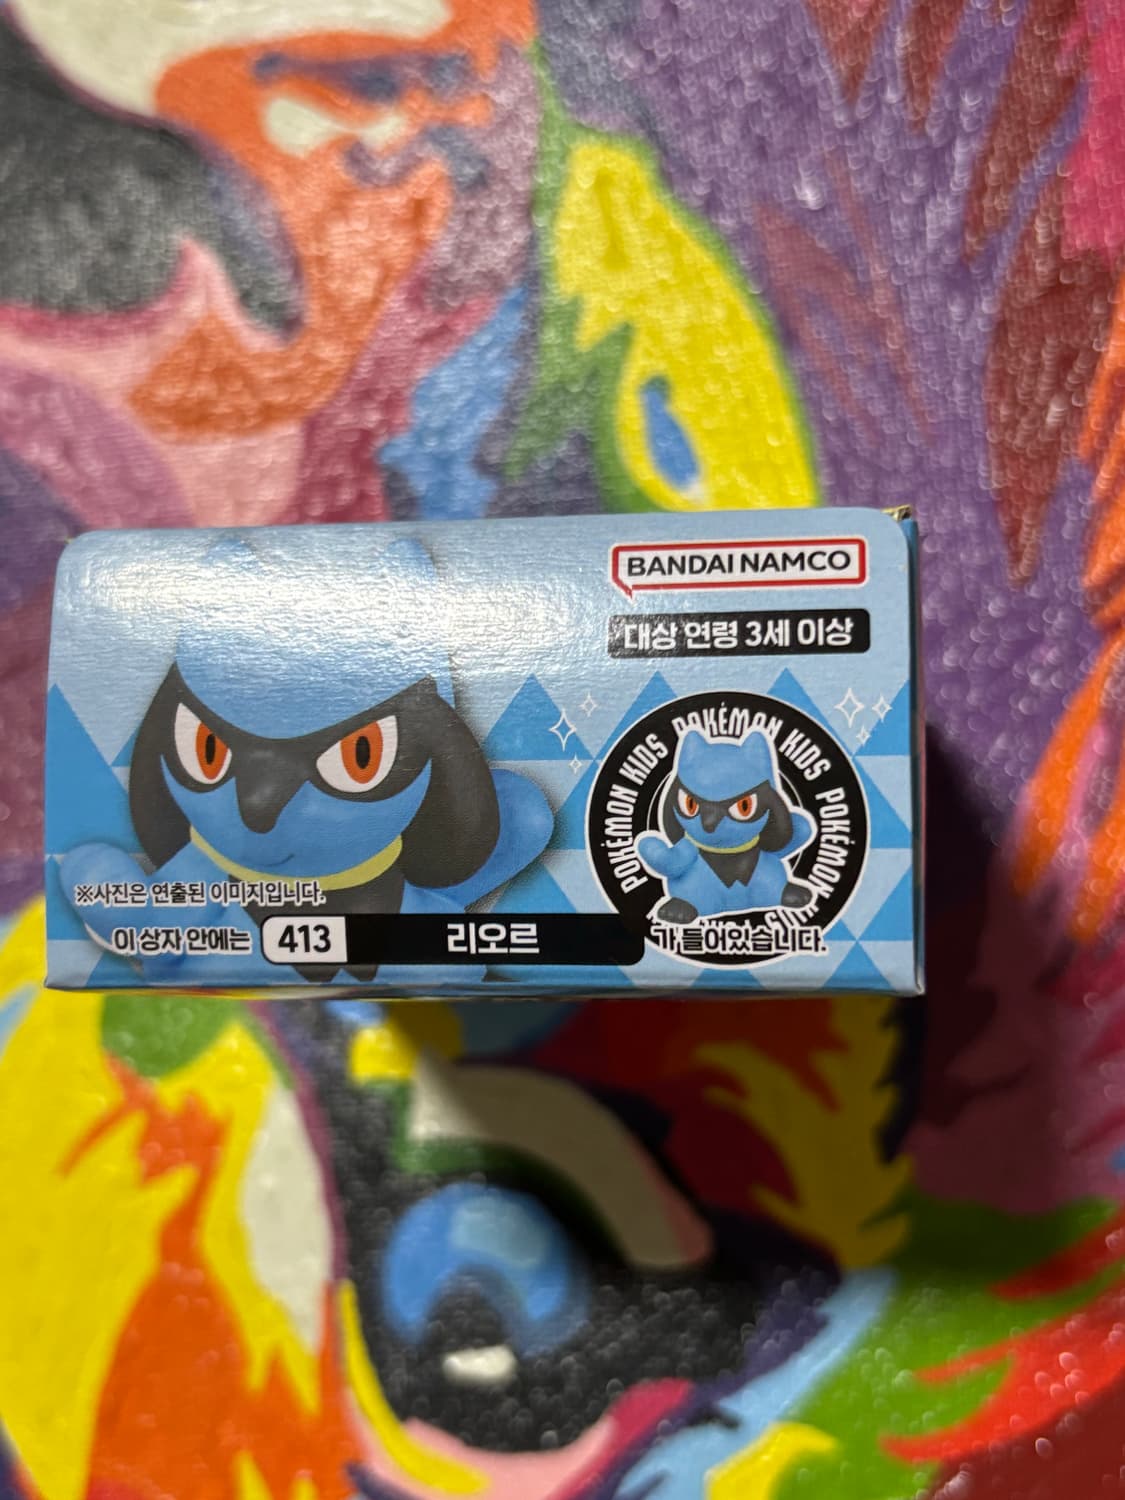 BANDAI NAMCO
대상 연령 3세 이상
POKÉMON KIDS POKÉMON KIDS POKÉMON
※사진은 연출된 이미지입니다.
이 상자 안에는 413 리오르 가 들어있습니다.